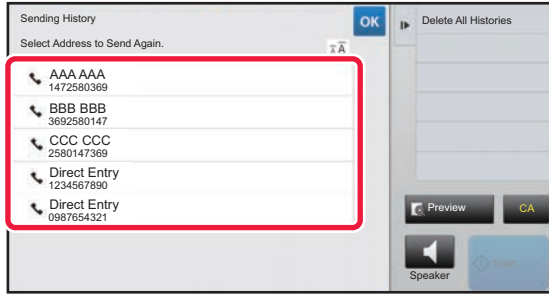 Sending History
OK
Delete All Histories
Select Address to Send Again.
AAA AAA
1472580369
BBB BBB
3692580147
CCC CCC
2580147369
Direct Entry
1234567890
Direct Entry
0987654321
Preview
CA
Start
Speaker